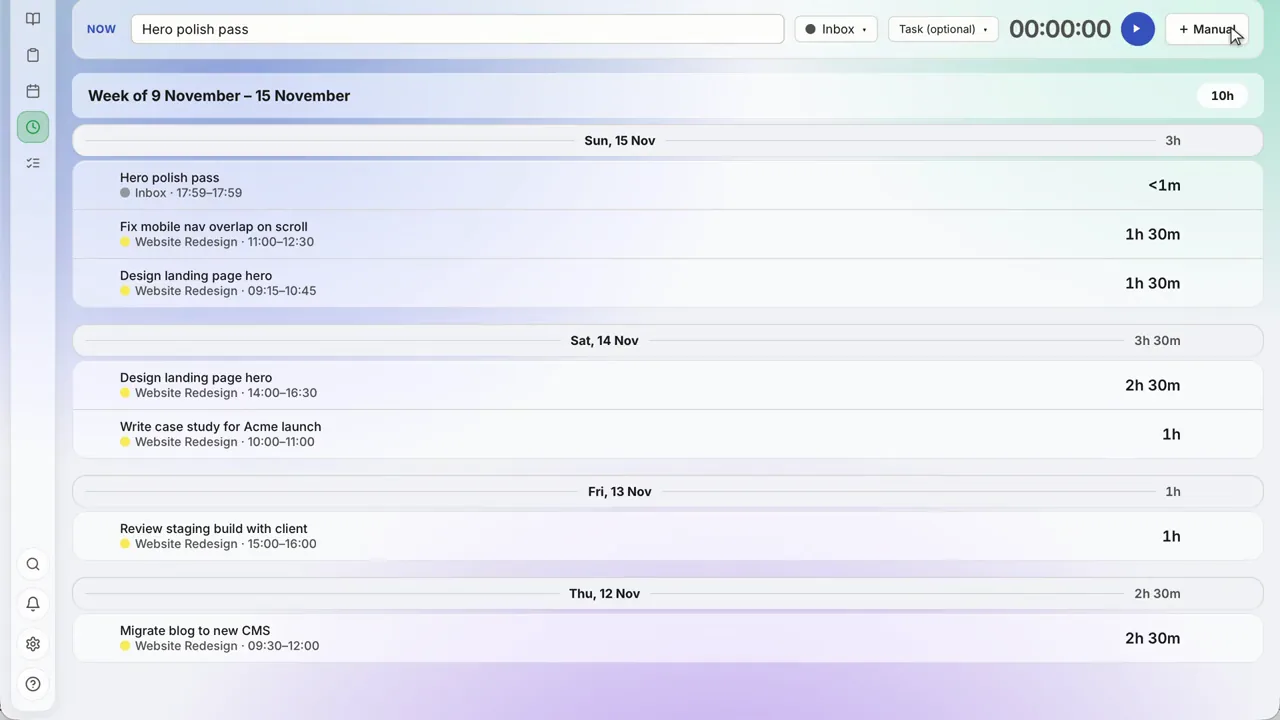 NOW
Hero polish pass
Inbox
Task (optional)
00:00:00
+ Manual
Week of 9 November – 15 November
10h
Sun, 15 Nov
3h
Hero polish pass
Inbox · 17:59–17:59
<1m
Fix mobile nav overlap on scroll
Website Redesign · 11:00–12:30
1h 30m
Design landing page hero
Website Redesign · 09:15–10:45
1h 30m
Sat, 14 Nov
3h 30m
Design landing page hero
Website Redesign · 14:00–16:30
2h 30m
Write case study for Acme launch
Website Redesign · 10:00–11:00
1h
Fri, 13 Nov
1h
Review staging build with client
Website Redesign · 15:00–16:00
1h
Thu, 12 Nov
2h 30m
Migrate blog to new CMS
Website Redesign · 09:30–12:00
2h 30m